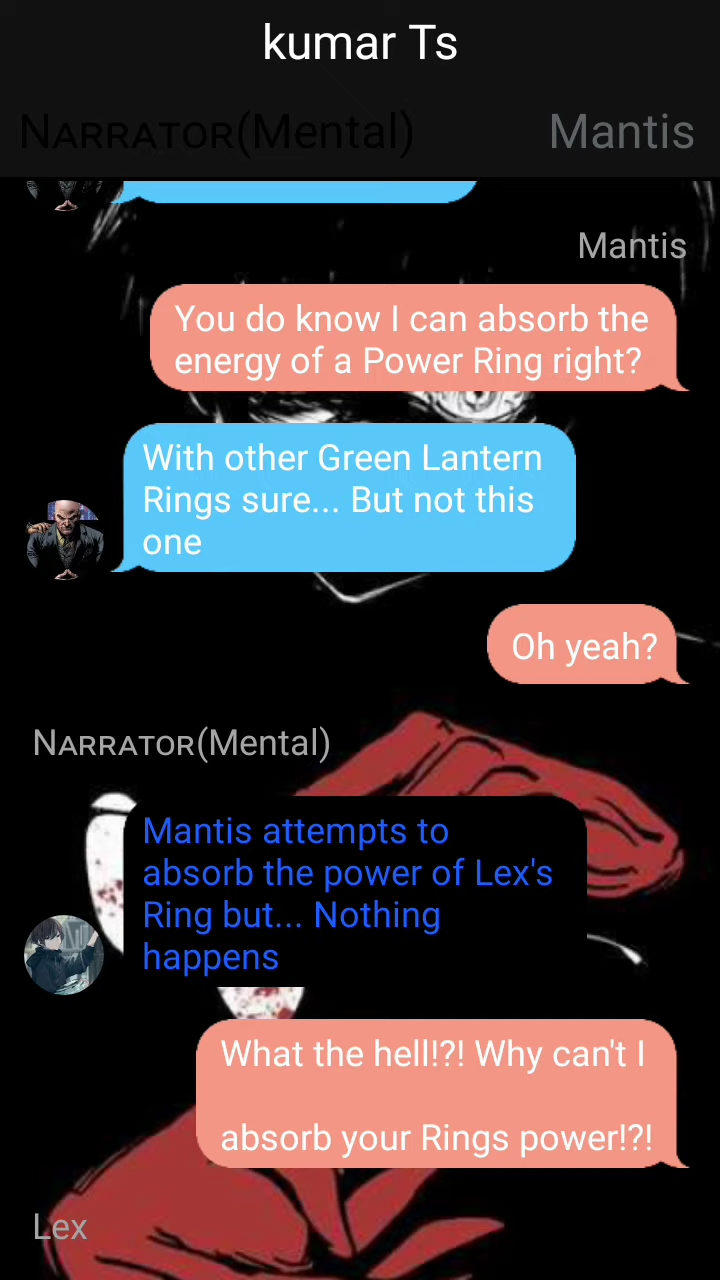 kumar Ts
NARRATOR(Mental)
Mantis
Mantis
You do know I can absorb the
energy of a Power Ring right?
With other Green Lantern
Rings sure... But not this
one
Oh yeah?
NARRATOR(Mental)
Mantis attempts to
absorb the power of Lex's
Ring but... Nothing
happens
What the hell!?! Why can't I
absorb your Rings power!?!
Lex